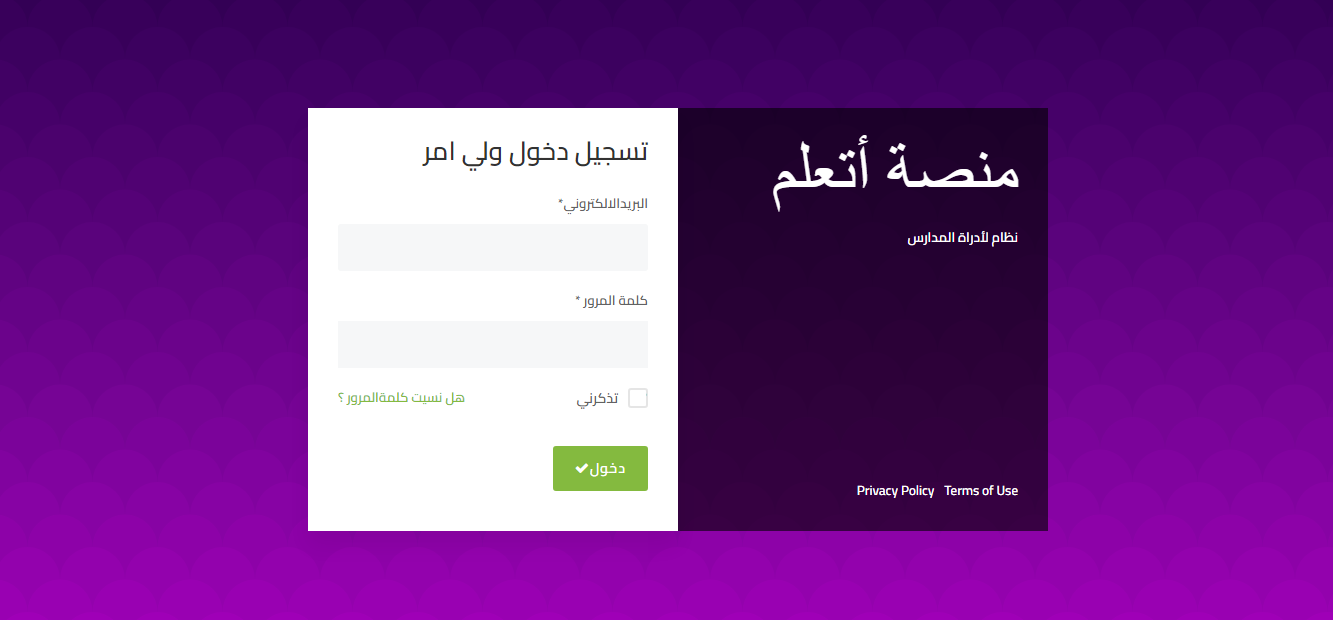 منصة أتعلم
نظام لأدراة المدارس
Terms of Use
Privacy Policy
تسجيل دخول ولي امر
البريدالالكتروني*
كلمة المرور *
تذكرني
هل نسيت كلمةالمرور ؟
دخول